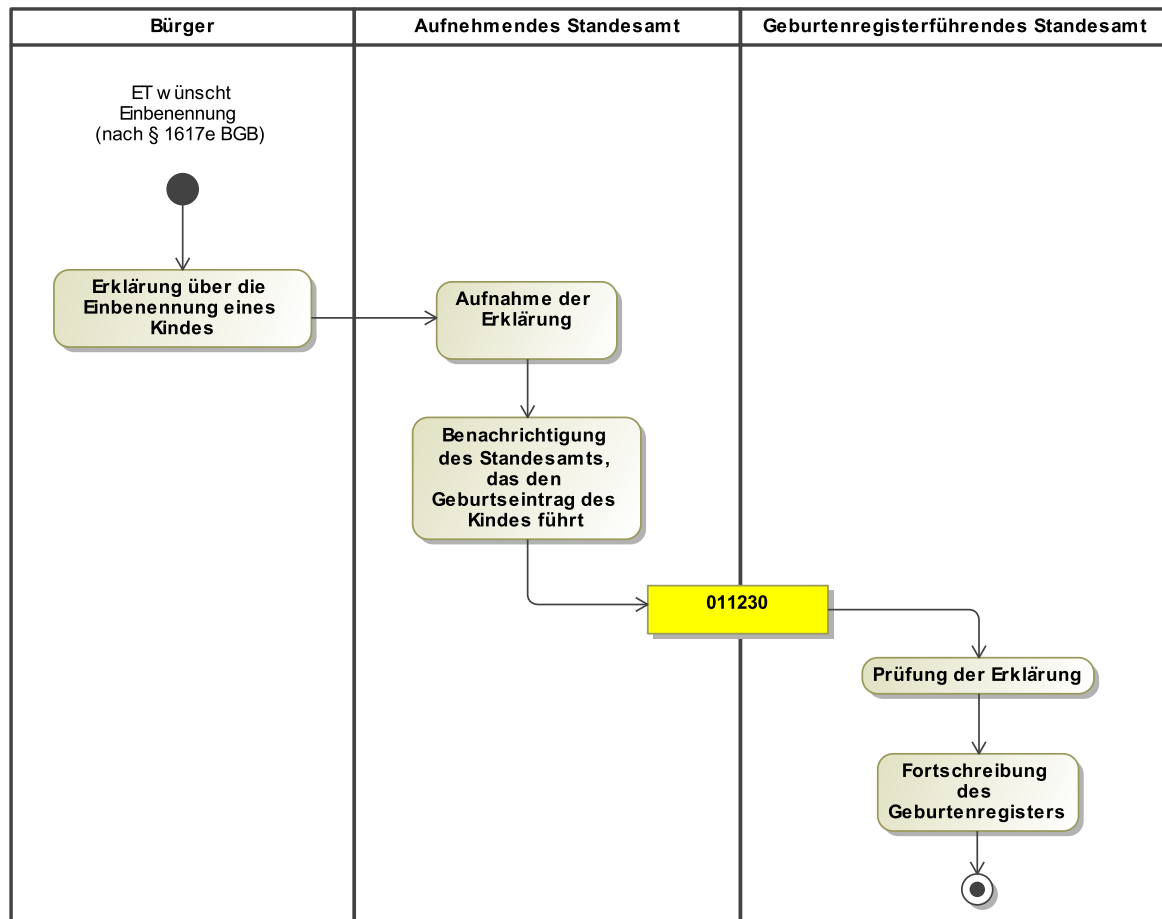 Bürger
Aufnehmendes Standesamt
Geburtenregisterführendes Standesamt
ET wünscht
Einbenennung
(nach § 1617e BGB)
Erklärung über die
Einbenennung eines
Kindes
Aufnahme der
Erklärung
Benachrichtigung
des Standesamts,
das den
Geburtseintrag des
Kindes führt
011230
Prüfung der Erklärung
Fortschreibung
des
Geburtenregisters